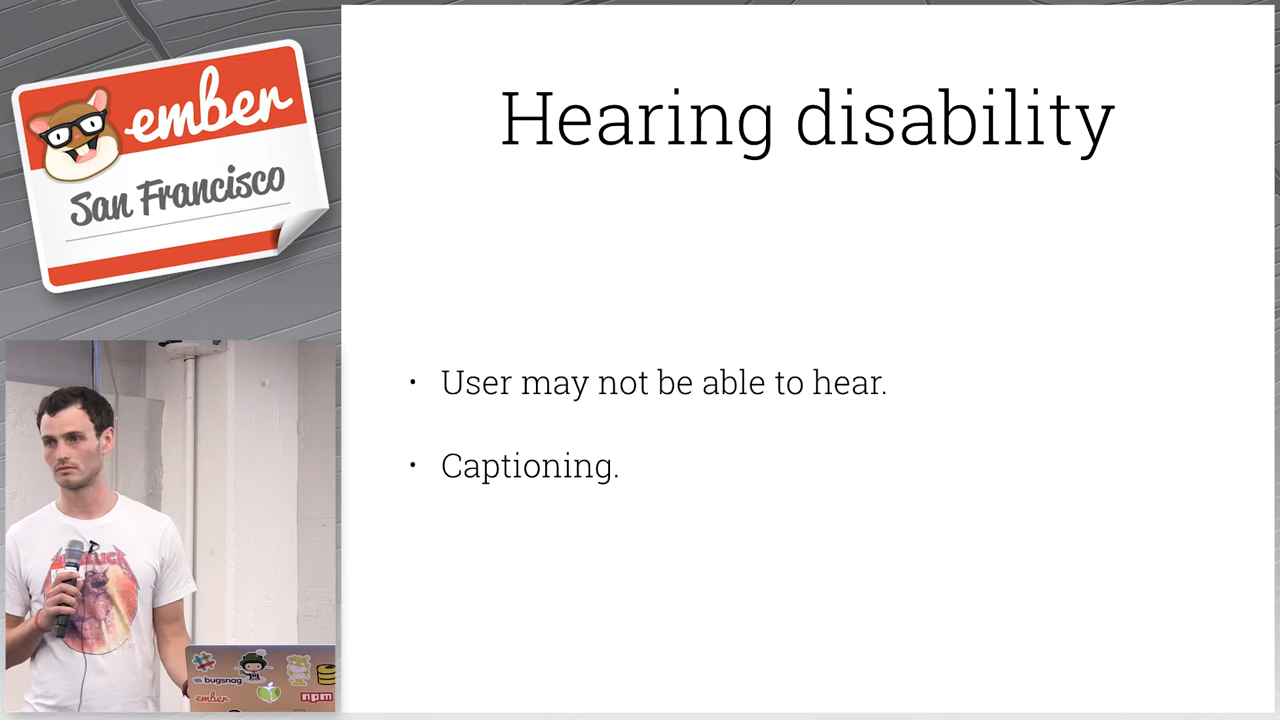 ember
San Francisco
Hearing disability
• User may not be able to hear.
• Captioning.
bugsnag
ember
npm